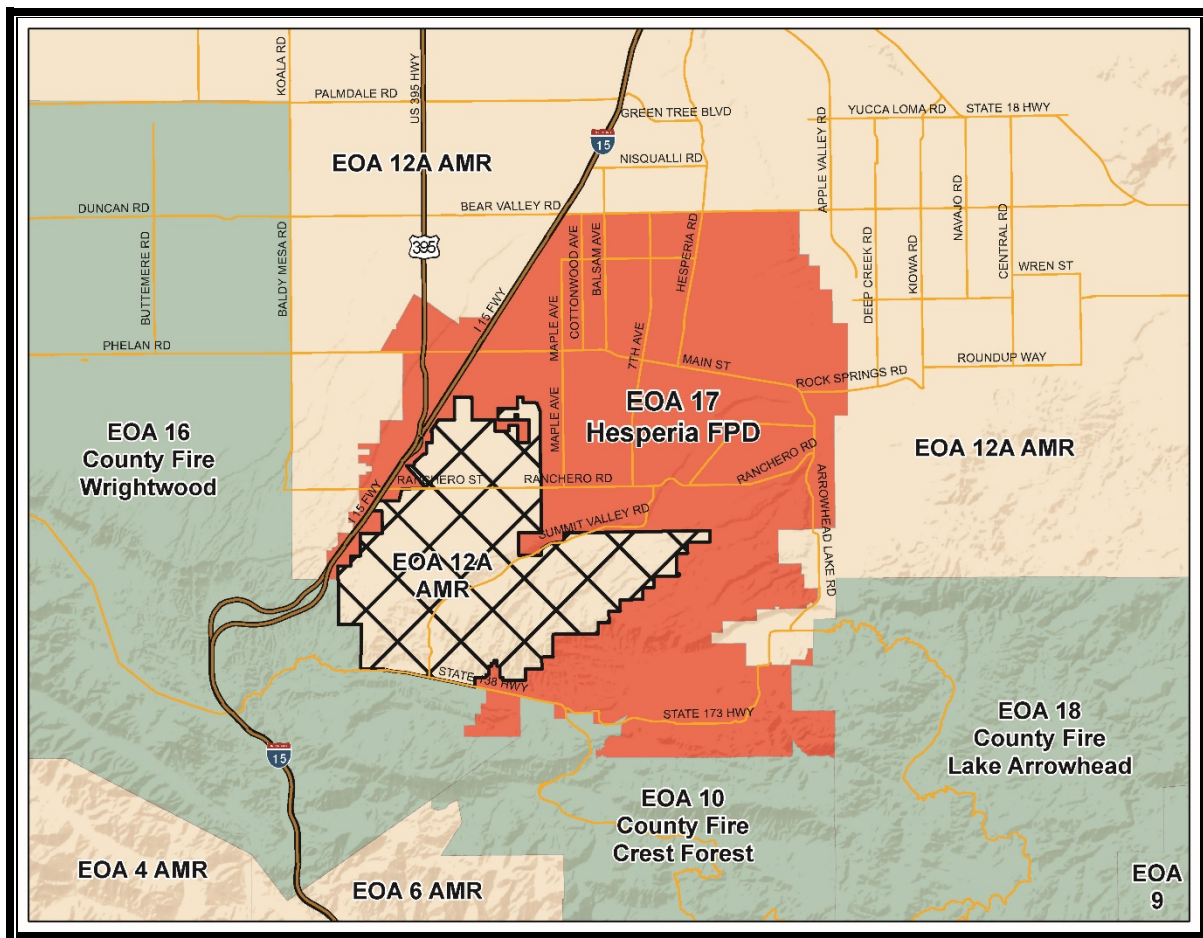 KOALA RD
US 395 HWY
PALMDALE RD
GREEN TREE BLVD
APPLE VALLEY RD
YUCCA LOMA RD
STATE 18 HWY
15
NISQUALLI RD
EOA 12A AMR
DUNCAN RD
BEAR VALLEY RD
BUTTEMERE RD
BALDY MESA RD
395
I 15 FWY
COTTONWOOD AVE
BALSAM AVE
HESPERIA RD
DEEP CREEK RD
KIOWA RD
NAVAJO RD
CENTRAL RD
WREN ST
PHELAN RD
MAPLE AVE
7TH AVE
MAIN ST
ROCK SPRINGS RD
ROUNDUP WAY
EOA 16
County Fire
Wrightwood
EOA 17
Hesperia FPD
MAPLE AVE
EOA 12A AMR
RANCHERO ST
RANCHERO RD
RANCHERO RD
I 15 FWY
SUMMIT VALLEY RD
ARROWHEAD LAKE RD
EOA 12A
AMR
STATE 138 HWY
STATE 173 HWY
15
EOA 18
County Fire
Lake Arrowhead
EOA 10
County Fire
Crest Forest
EOA 4 AMR
EOA 6 AMR
EOA
9